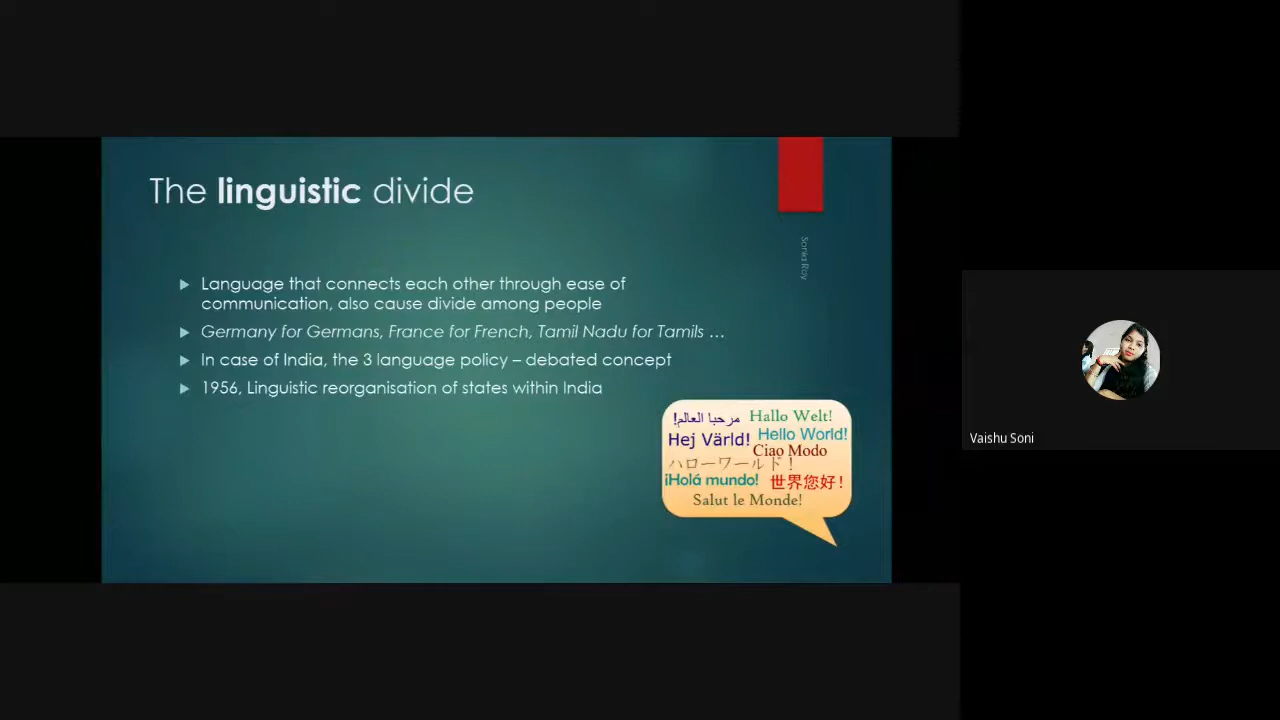 The linguistic divide
Sonia Roy
Language that connects each other through ease of
communication, also cause divide among people
Germany for Germans, France for French, Tamil Nadu for Tamils …
In case of India, the 3 language policy – debated concept
1956, Linguistic reorganisation of states within India
مرحبا العالم!
Hallo Welt!
Hej Värld!
Hello World!
Ciao Modo
ハローワールド！
¡Holá mundo!
世界您好!
Salut le Monde!
Vaishu Soni